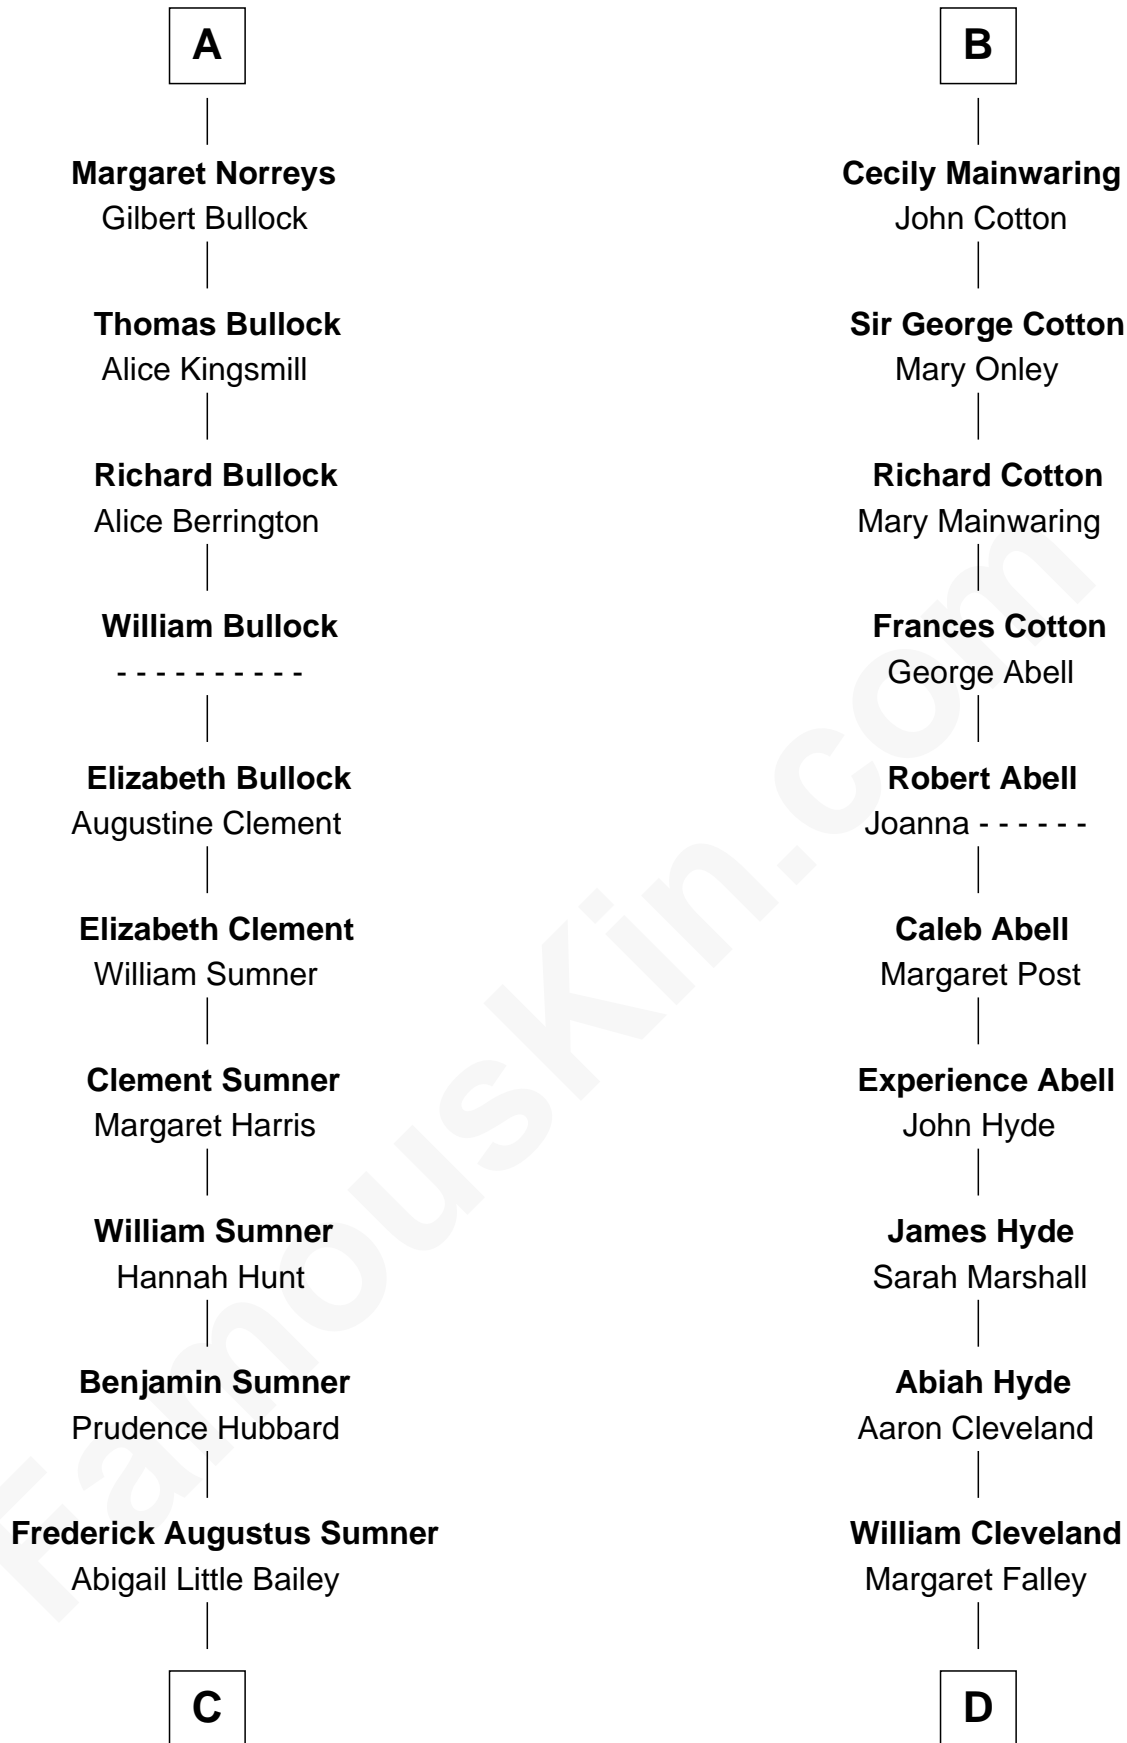 A
Margaret Norreys
Gilbert Bullock
Thomas Bullock
Alice Kingsmill
Richard Bullock
Alice Berrington
William Bullock
- - - - - - - - - -
Elizabeth Bullock
Augustine Clement
Elizabeth Clement
William Sumner
Clement Sumner
Margaret Harris
William Sumner
Hannah Hunt
Benjamin Sumner
Prudence Hubbard
Frederick Augustus Sumner
Abigail Little Bailey
C
B
Cecily Mainwaring
John Cotton
Sir George Cotton
Mary Onley
Richard Cotton
Mary Mainwaring
Frances Cotton
George Abell
Robert Abell
Joanna - - - - - -
Caleb Abell
Margaret Post
Experience Abell
John Hyde
James Hyde
Sarah Marshall
Abiah Hyde
Aaron Cleveland
William Cleveland
Margaret Falley
D
FamousKin.com